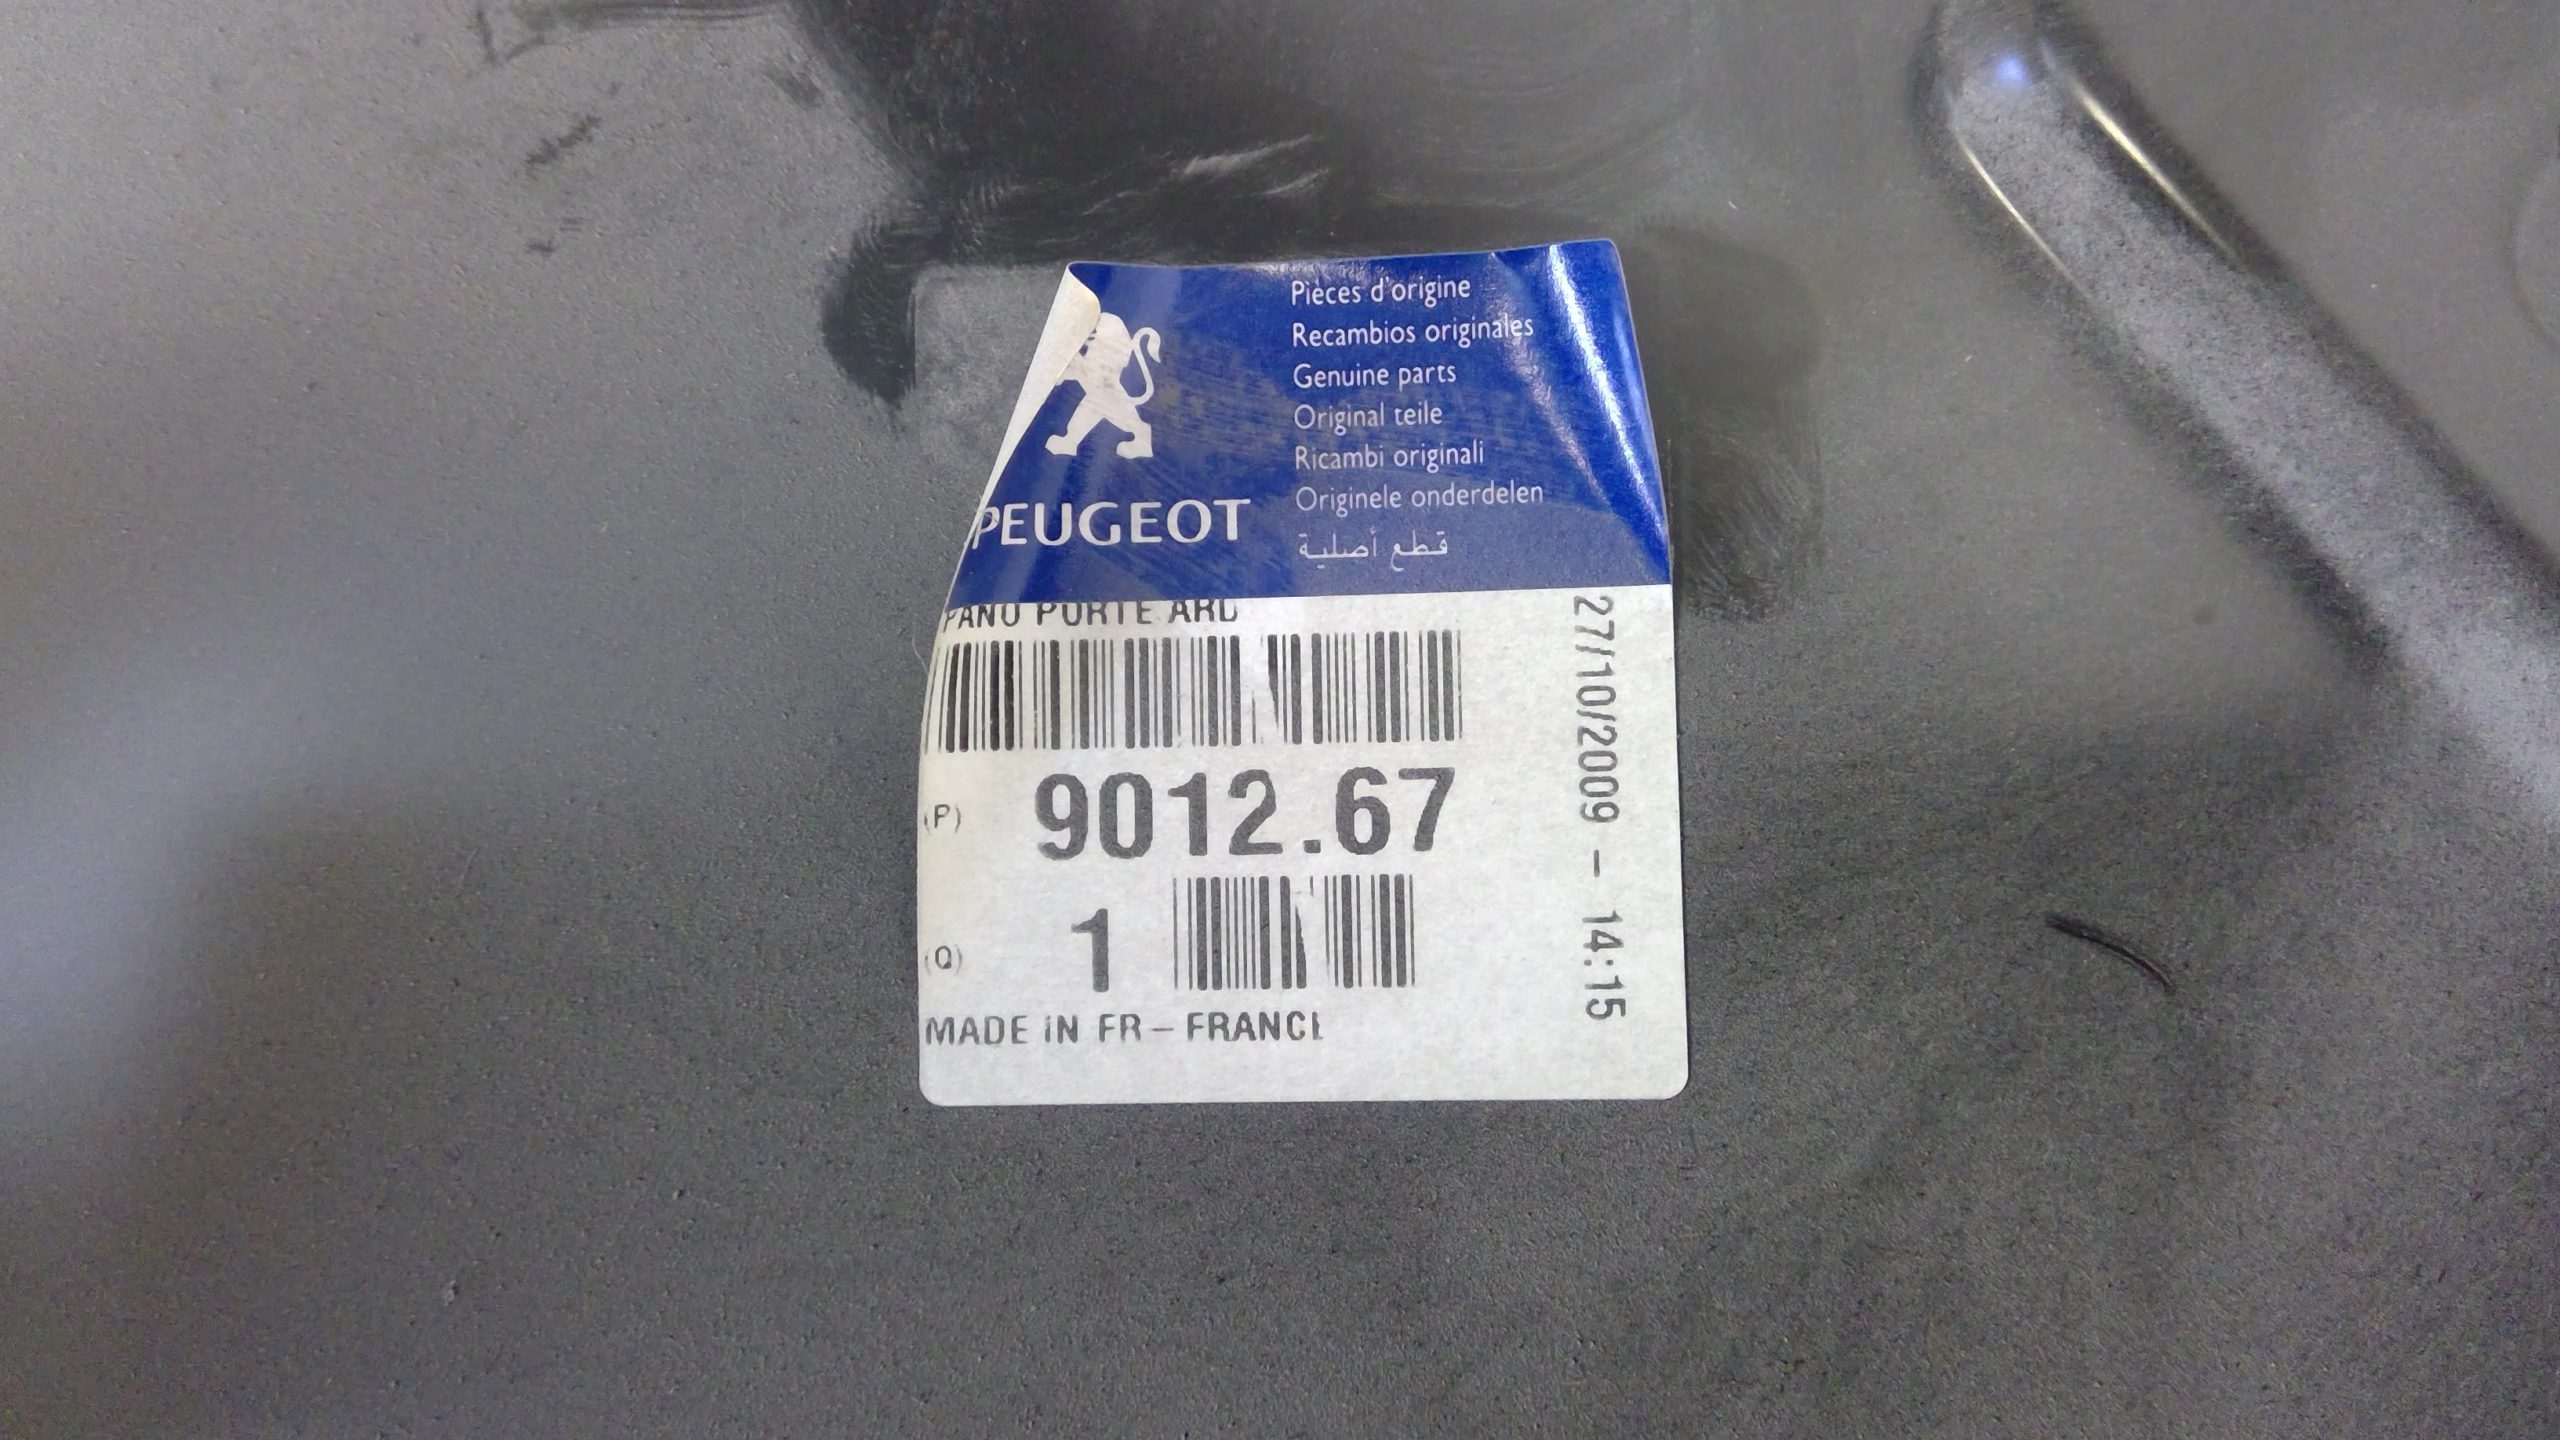 Pièces d'origine
Recambios originales
Genuine parts
Original teile
Ricambi originali
Originele onderdelen
قطع أصلية
PEUGEOT
PANO PORTE ARD
(P) 9012.67
(Q) 1
MADE IN FR - FRANCE
27/10/2009 - 14:15